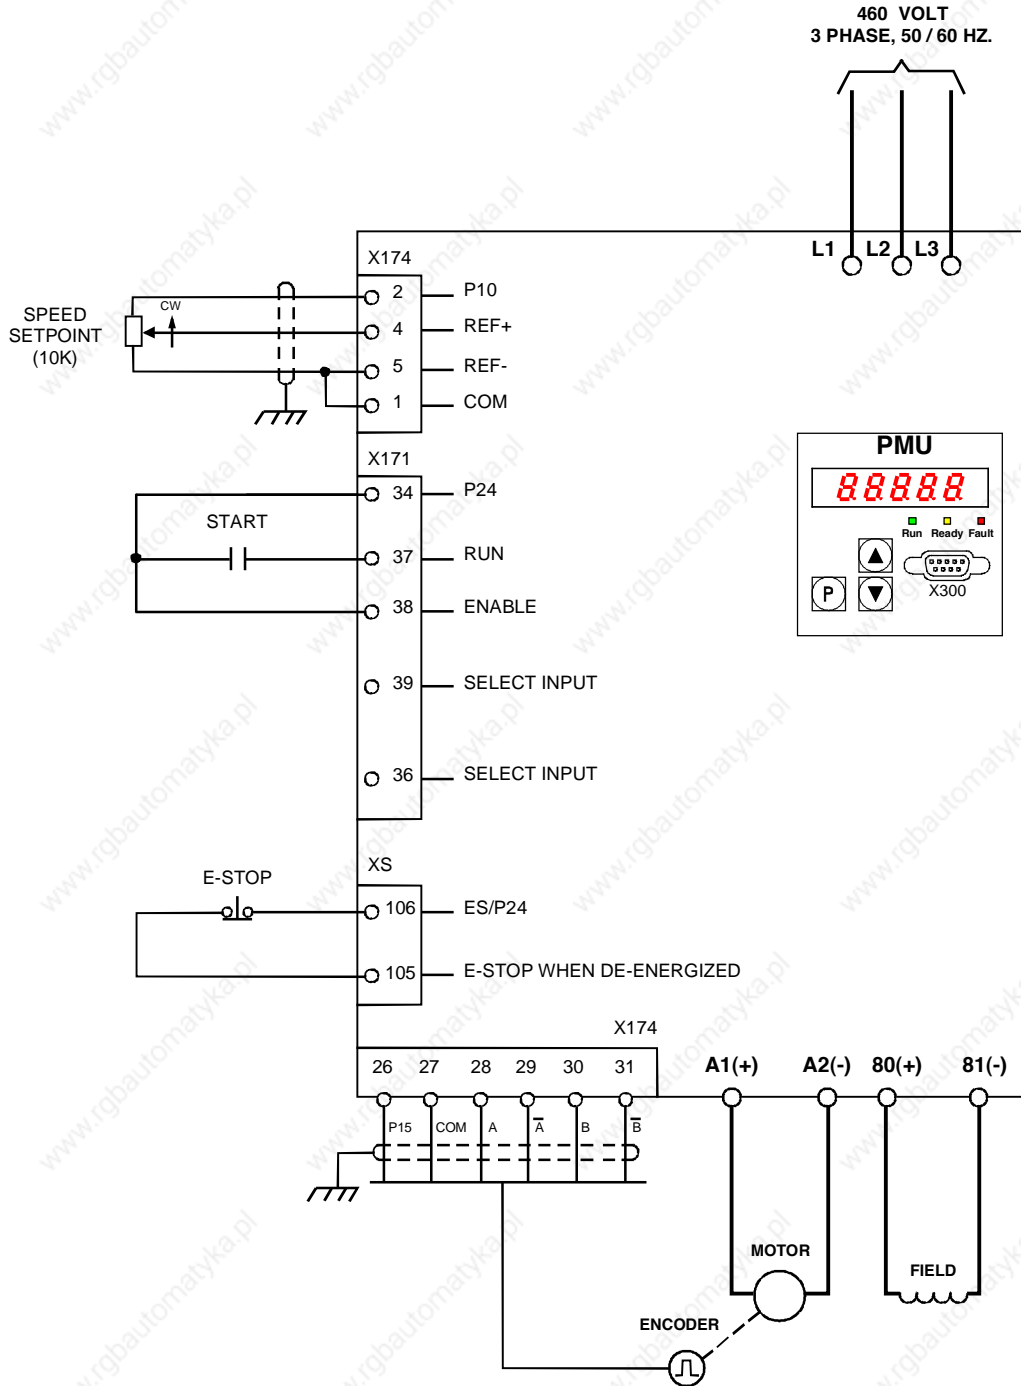 460 VOLT
3 PHASE, 50 / 60 HZ.
L1 L2 L3
X174
2 P10
CW
SPEED
SETPOINT
(10K)
4 REF+
5 REF-
1 COM
X171
34 P24
START
37 RUN
38 ENABLE
39 SELECT INPUT
36 SELECT INPUT
PMU
88888
Run Ready Fault
X300
P
XS
E-STOP
106 ES/P24
105 E-STOP WHEN DE-ENERGIZED
X174
26 27 28 29 30 31
A1(+) A2(-) 80(+) 81(-)
P15 COM A A̅ B B̅
MOTOR
FIELD
ENCODER
www.rgbautomatyka.pl